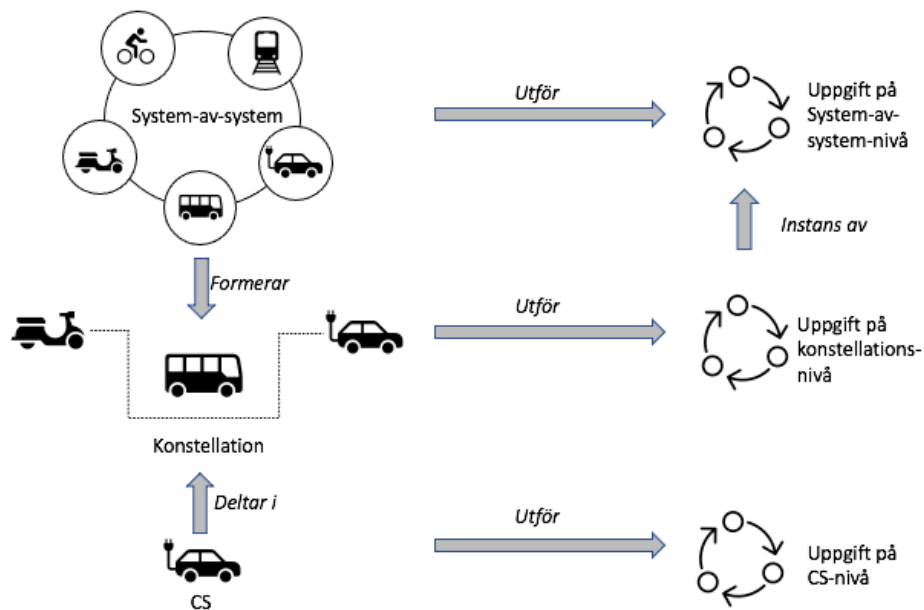 System-av-system
Utför
Uppgift på
System-av-
system-nivå
Formerar
Instans av
Utför
Uppgift på
konstellations-
nivå
Konstellation
Deltar i
Utför
Uppgift på
CS-nivå
CS